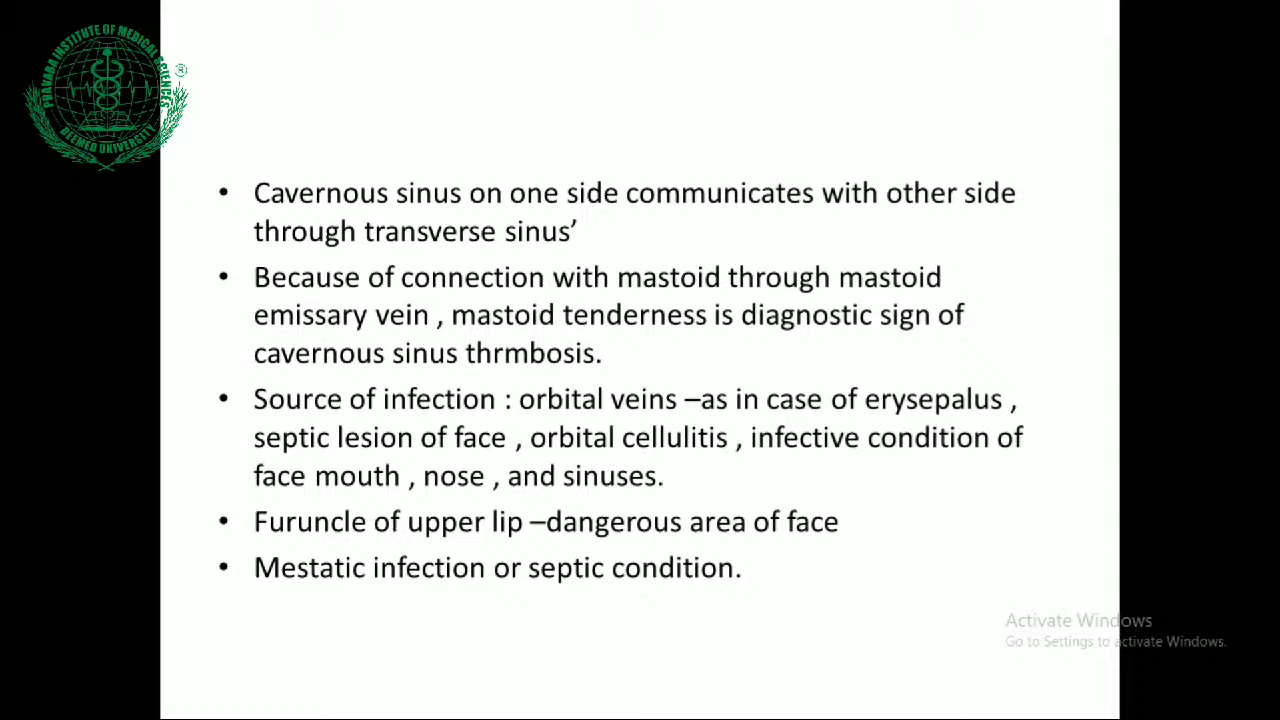 PRAVARA INSTITUTE OF MEDICAL SCIENCES
DEEMED UNIVERSITY
®
• Cavernous sinus on one side communicates with other side
through transverse sinus’
• Because of connection with mastoid through mastoid
emissary vein , mastoid tenderness is diagnostic sign of
cavernous sinus thrmbosis.
• Source of infection : orbital veins –as in case of erysepalus ,
septic lesion of face , orbital cellulitis , infective condition of
face mouth , nose , and sinuses.
• Furuncle of upper lip –dangerous area of face
• Mestatic infection or septic condition.
Activate Windows
Go to Settings to activate Windows.